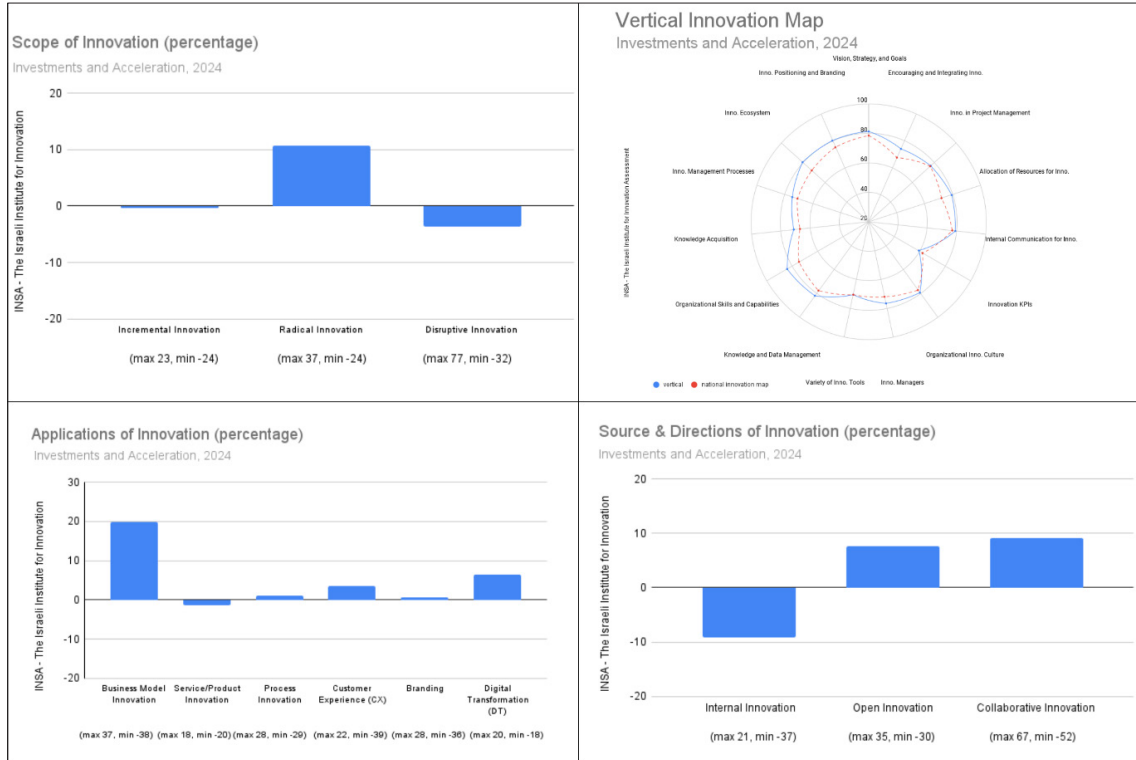 Scope of Innovation (percentage)
Investments and Acceleration, 2024
INSA - The Israeli Institute for Innovation
20
10
0
-10
-20
Incremental Innovation
Radical Innovation
Disruptive Innovation
(max 23, min -24)
(max 37, min -24)
(max 77, min -32)
Vertical Innovation Map
Investments and Acceleration, 2024
INSA - The Israeli Institute for Innovation Assessment
Vision, Strategy, and Goals
Inno. Positioning and Branding
Encouraging and Integrating Inno.
100
Inno. Ecosystem
Inno. in Project Management
80
60
Inno. Management Processes
Allocation of Resources for Inno.
40
20
Knowledge Acquisition
Internal Communication for Inno.
Organizational Skills and Capabilities
Innovation KPIs
Knowledge and Data Management
Organizational Inno. Culture
vertical
national innovation map
Variety of Inno. Tools
Inno. Managers
Applications of Innovation (percentage)
Investments and Acceleration, 2024
INSA - The Israeli Institute for Innovation
30
20
10
0
-10
-20
Business Model
Innovation
Service/Product
Innovation
Process
Innovation
Customer
Experience (CX)
Branding
Digital
Transformation
(DT)
(max 37, min -38)
(max 18, min -20)
(max 28, min -29)
(max 22, min -39)
(max 28, min -36)
(max 20, min -18)
Source & Directions of Innovation (percentage)
Investments and Acceleration, 2024
INSA - The Israeli Institute for Innovation
20
10
0
-10
-20
Internal Innovation
Open Innovation
Collaborative Innovation
(max 21, min -37)
(max 35, min -30)
(max 67, min -52)